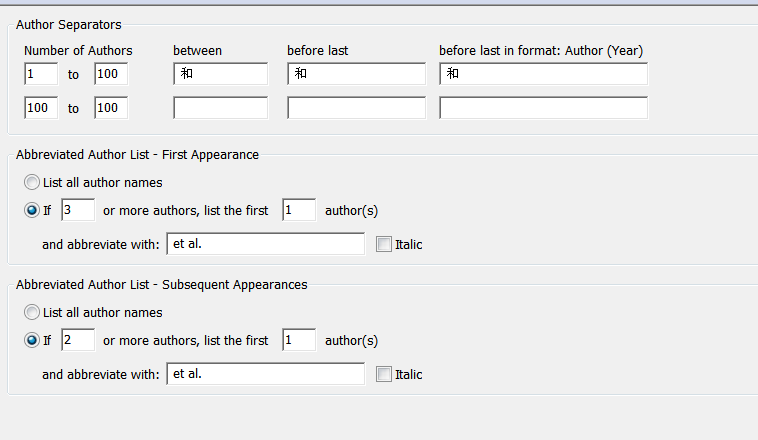 Author Separators
Number of Authors between before last before last in format: Author (Year)
1 to 100 和 和 和
100 to 100
Abbreviated Author List - First Appearance
List all author names
If 3 or more authors, list the first 1 author(s)
and abbreviate with: et al. Italic
Abbreviated Author List - Subsequent Appearances
List all author names
If 2 or more authors, list the first 1 author(s)
and abbreviate with: et al. Italic